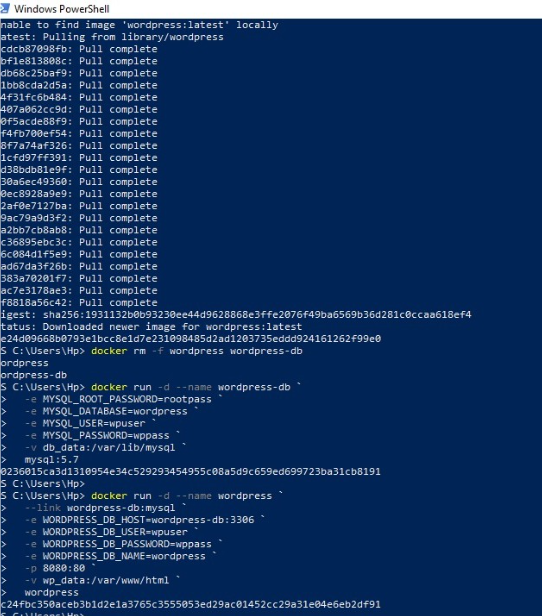 Windows PowerShell
nable to find image 'wordpress:latest' locally
atest: Pulling from library/wordpress
cdcb87098fb: Pull complete
bf1e813808c: Pull complete
db68c25baf9: Pull complete
1bb8cda2d5a: Pull complete
4f31fc6b484: Pull complete
407a062cc9d: Pull complete
0f5acde88f9: Pull complete
f4fb700ef54: Pull complete
8f7a74af326: Pull complete
1cfd97ff391: Pull complete
d38bdb81e9f: Pull complete
30a6ec49360: Pull complete
0ec8928a9e9: Pull complete
2af0e7127ba: Pull complete
9ac79a9d3f2: Pull complete
a2bb7cb8ab8: Pull complete
c36895ebc3c: Pull complete
6c084d1f5e9: Pull complete
ad67da3f26b: Pull complete
383a70201f7: Pull complete
ac7e3178ae3: Pull complete
f8818a56c42: Pull complete
igest: sha256:1931132b0b93230ee44d9628868e3ffe2076f49ba6569b36d281c0ccaa618ef4
tatus: Downloaded newer image for wordpress:latest
e24d09668b0793e1bcc8e1d7e231098485d2ad1203735eddd924161262f99e0
S C:\Users\Hp> docker rm -f wordpress wordpress-db
ordpress
ordpress-db
S C:\Users\Hp> docker run -d --name wordpress-db `
>   -e MYSQL_ROOT_PASSWORD=rootpass `
>   -e MYSQL_DATABASE=wordpress `
>   -e MYSQL_USER=wpuser `
>   -e MYSQL_PASSWORD=wppass `
>   -v db_data:/var/lib/mysql `
>   mysql:5.7
0236015ca3d1310954e34c529293454955c08a5d9c659ed699723ba31cb8191
S C:\Users\Hp>
S C:\Users\Hp> docker run -d --name wordpress `
>   --link wordpress-db:mysql `
>   -e WORDPRESS_DB_HOST=wordpress-db:3306 `
>   -e WORDPRESS_DB_USER=wpuser `
>   -e WORDPRESS_DB_PASSWORD=wppass `
>   -e WORDPRESS_DB_NAME=wordpress `
>   -p 8080:80 `
>   -v wp_data:/var/www/html `
>   wordpress
c24fbc350aceb3b1d2e1a3765c3555053ed29ac01452cc29a31e04e6eb2df91
S C:\Users\Hp>